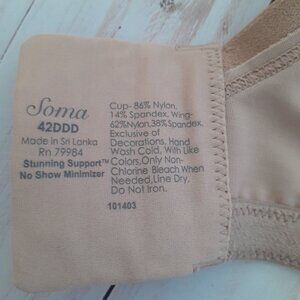 Soma
42DDD
Made in Sri Lanka
Rn 79984
Stunning Support™
No Show Minimizer
Cup- 86% Nylon,
14% Spandex, Wing-
62%Nylon,38%Spandex,
Exclusive of
Decorations, Hand
Wash Cold, With Like
Colors,Only Non-
Chlorine Bleach When
Needed,Line Dry,
Do Not Iron.
101403